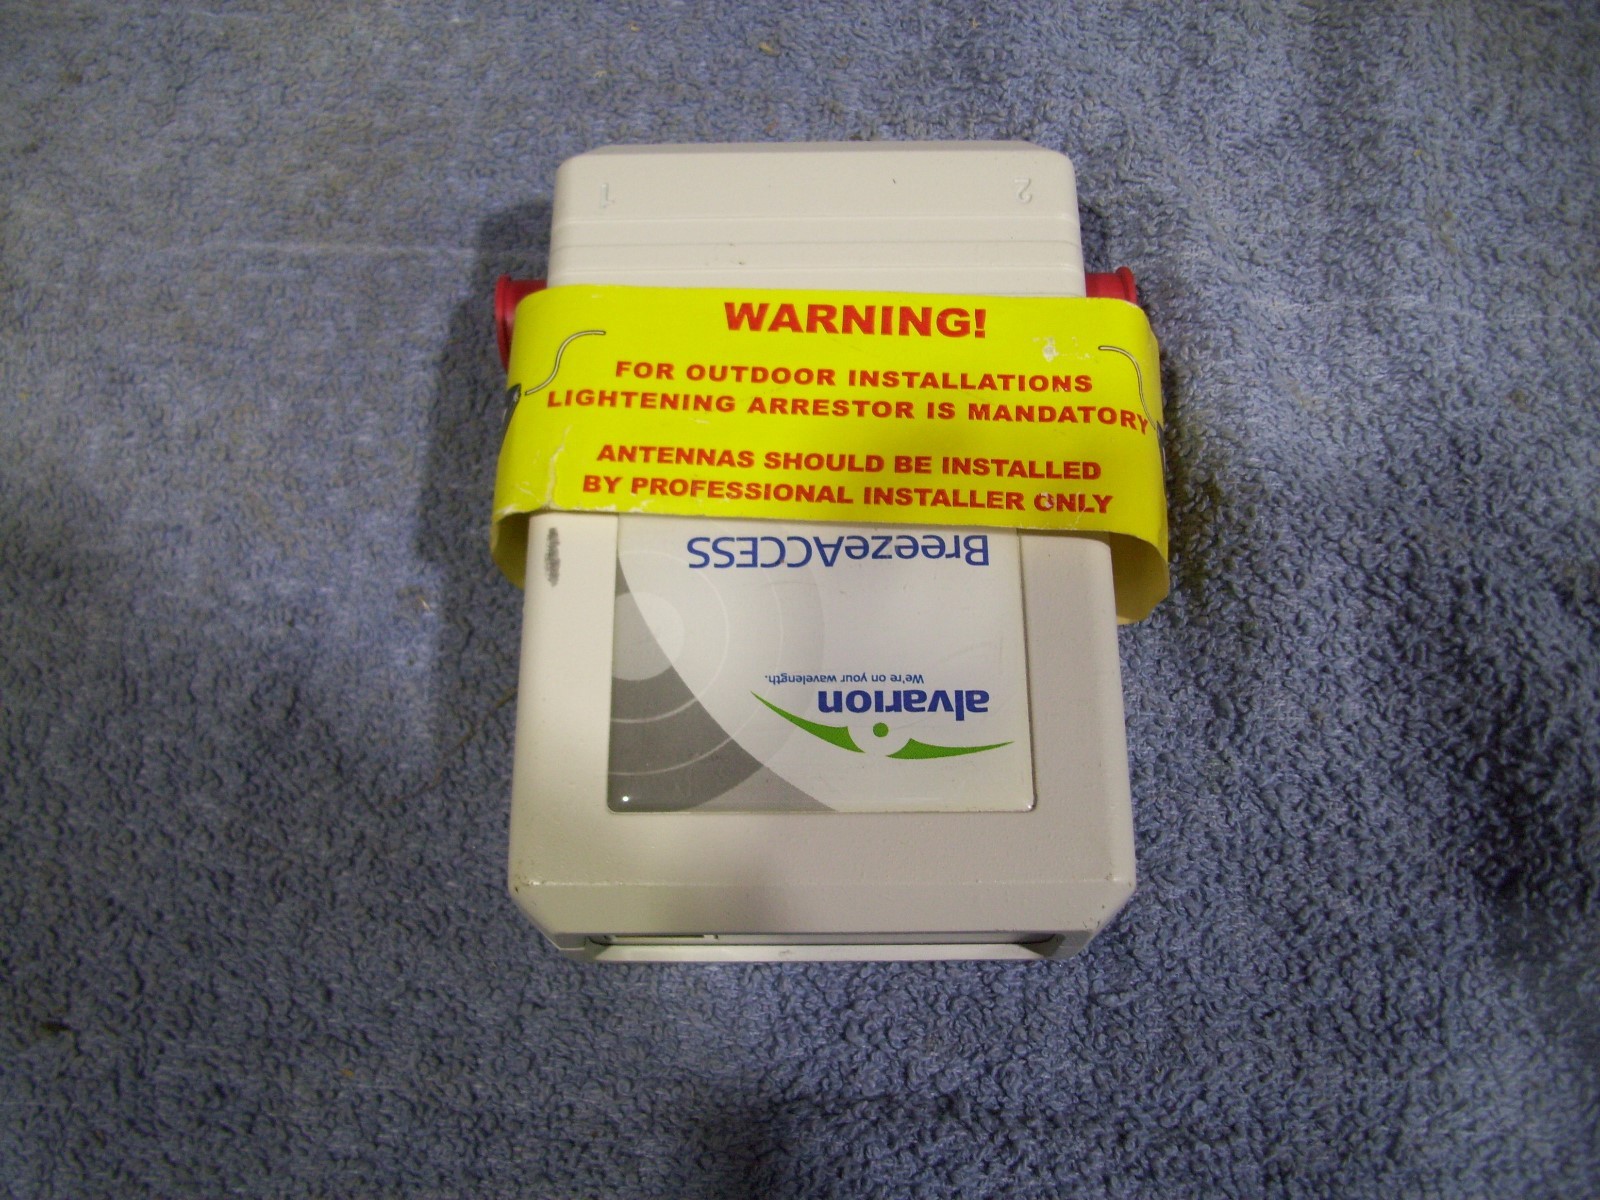 1
2
WARNING!
FOR OUTDOOR INSTALLATIONS
LIGHTENING ARRESTOR IS MANDATORY
ANTENNAS SHOULD BE INSTALLED
BY PROFESSIONAL INSTALLER ONLY
BreezeACCESS
alvarion
We're on your wavelength.